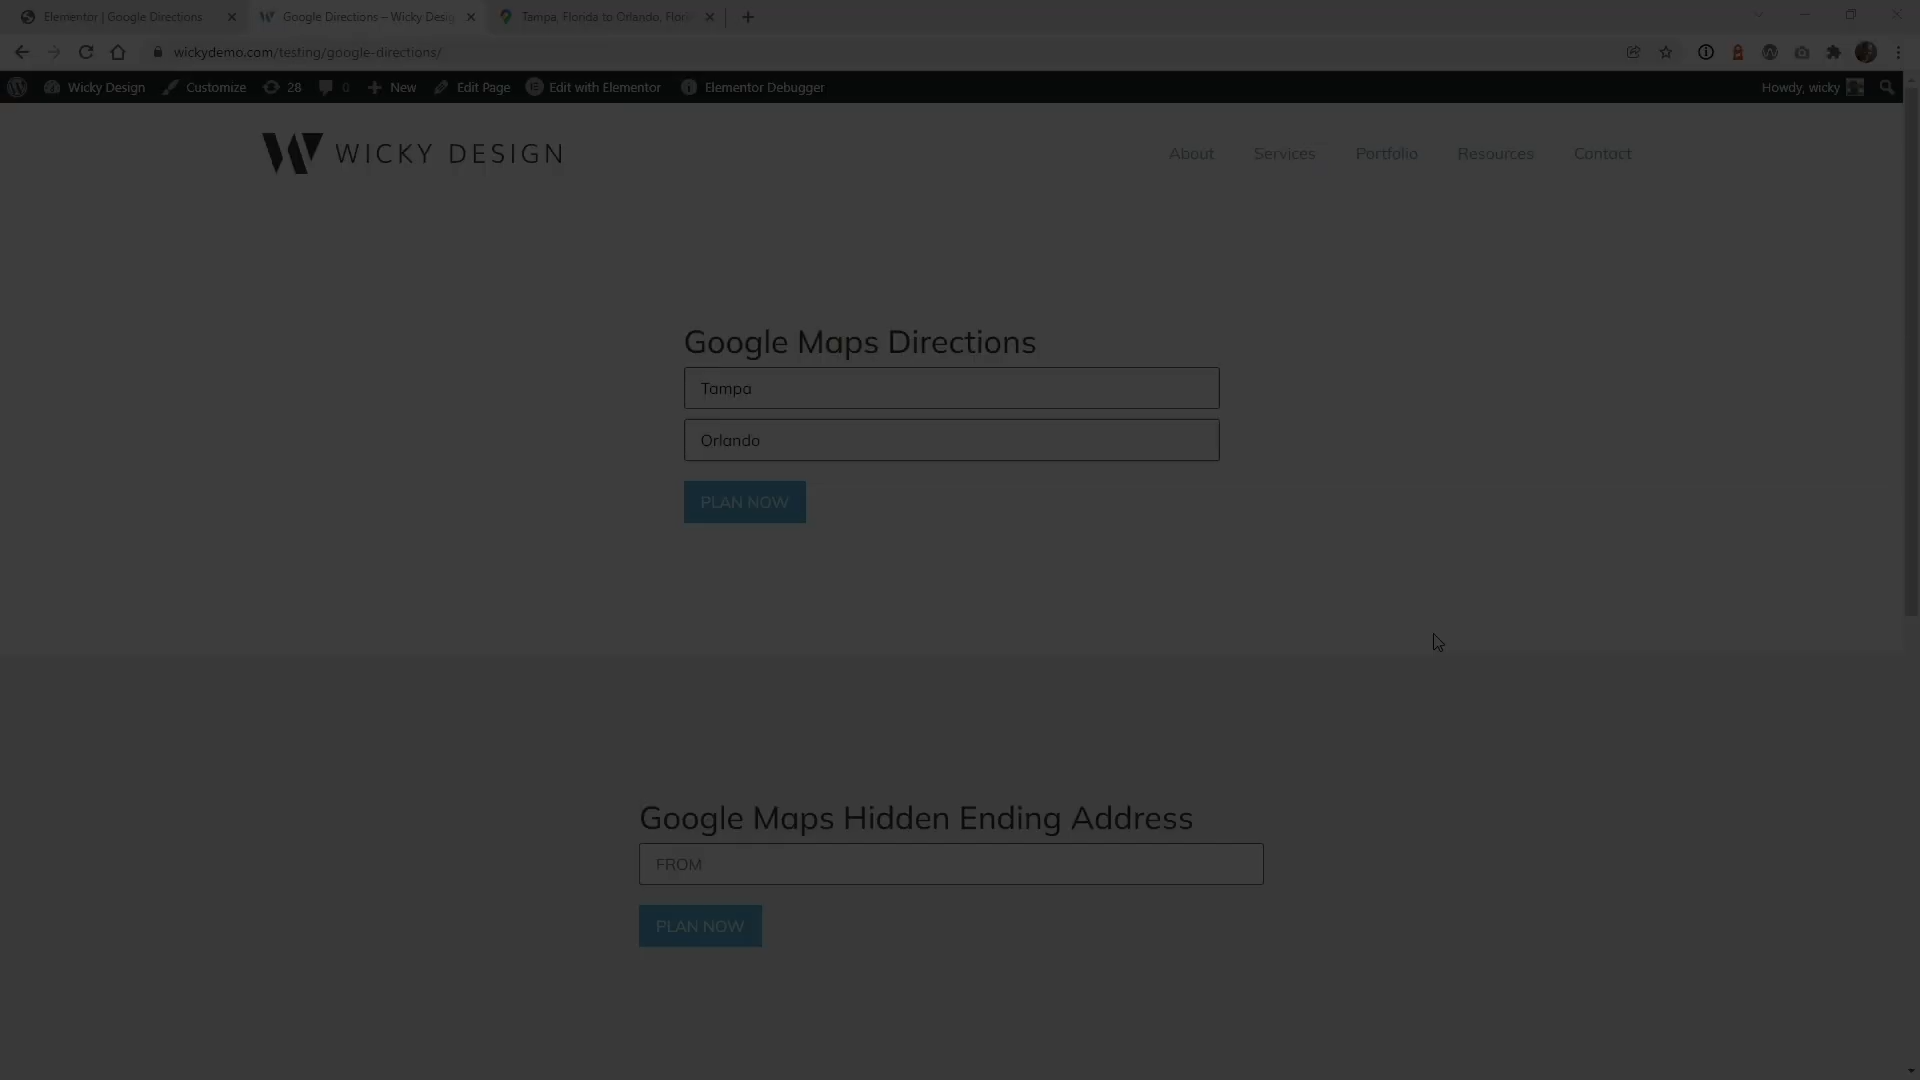 Elementor | Google Directions
Google Directions – Wicky Desig
Tampa, Florida to Orlando, Flori
wickydemo.com/testing/google-directions/
Wicky Design
Customize
28
0
New
Edit Page
Edit with Elementor
Elementor Debugger
Howdy, wicky
WICKY DESIGN
About
Services
Portfolio
Resources
Contact
Google Maps Directions
Tampa
Orlando
PLAN NOW
Google Maps Hidden Ending Address
FROM
PLAN NOW